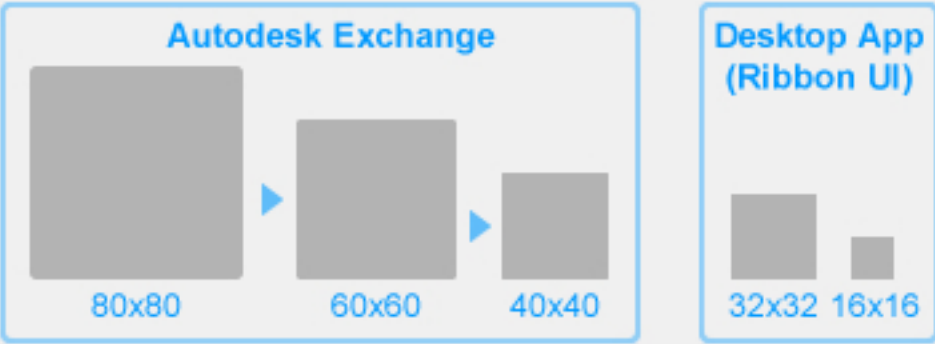 Autodesk Exchange
80x80
60x60
40x40
Desktop App
(Ribbon UI)
32x32
16x16